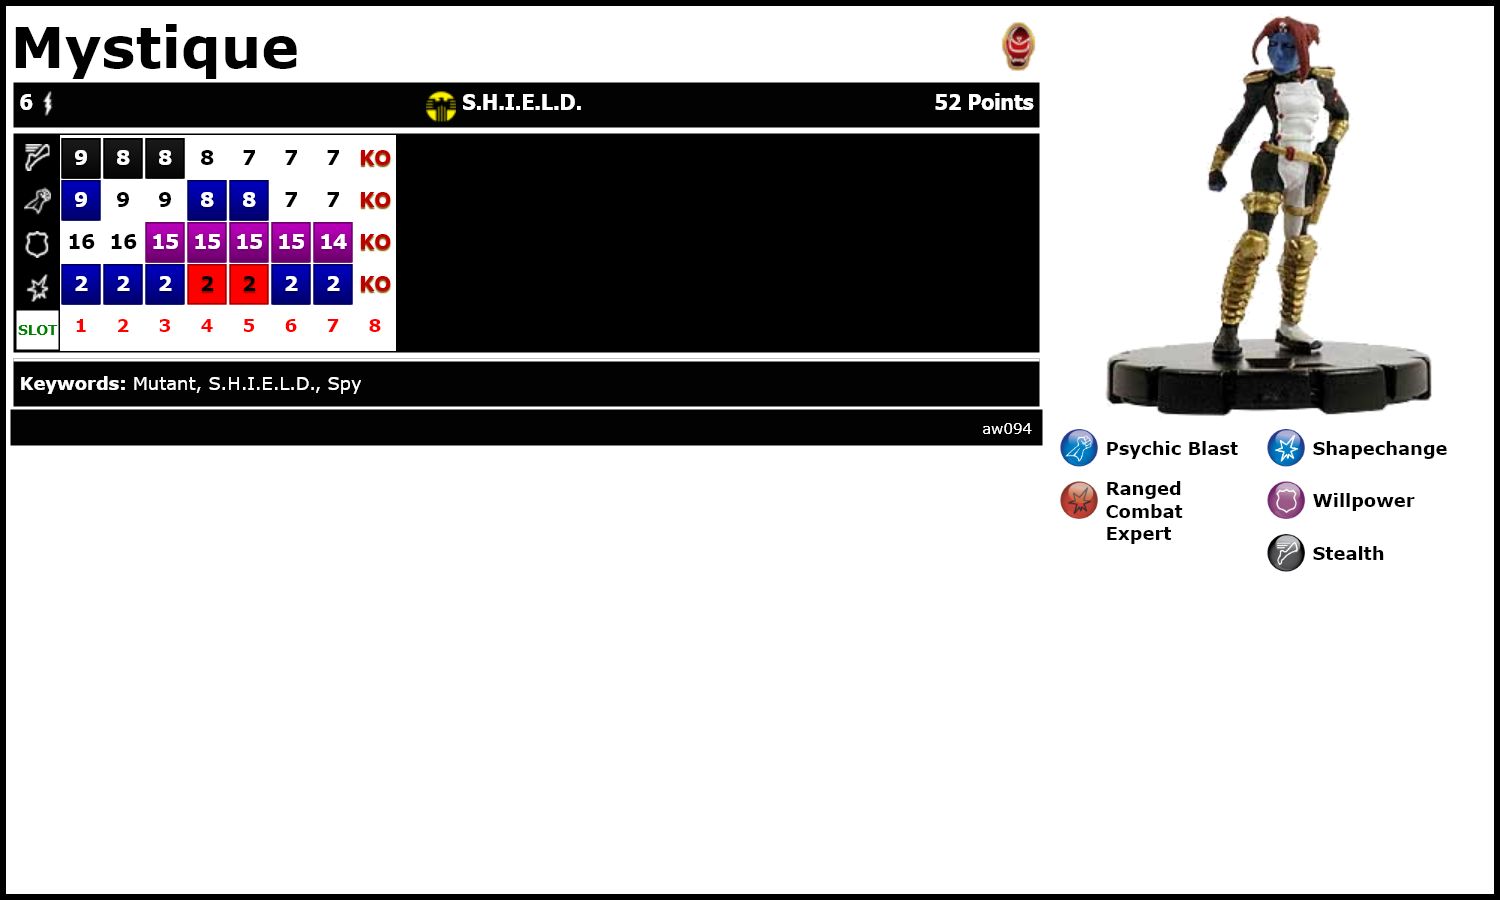 Mystique
6 S.H.I.E.L.D. 52 Points
9 8 8 8 7 7 7 KO
9 9 9 8 8 7 7 KO
16 16 15 15 15 15 14 KO
2 2 2 2 2 2 2 KO
SLOT 1 2 3 4 5 6 7 8
Keywords: Mutant, S.H.I.E.L.D., Spy
aw094
Psychic Blast
Ranged
Combat
Expert
Shapechange
Willpower
Stealth